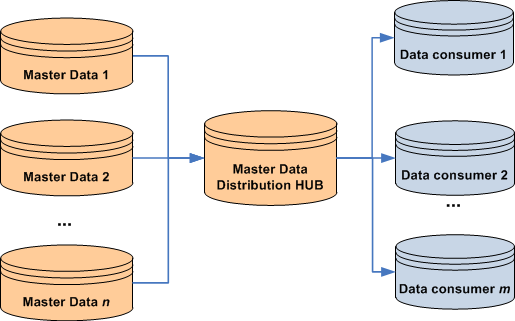 Master Data 1
Master Data 2
...
Master Data n
Master Data
Distribution HUB
Data consumer 1
Data consumer 2
...
Data consumer m